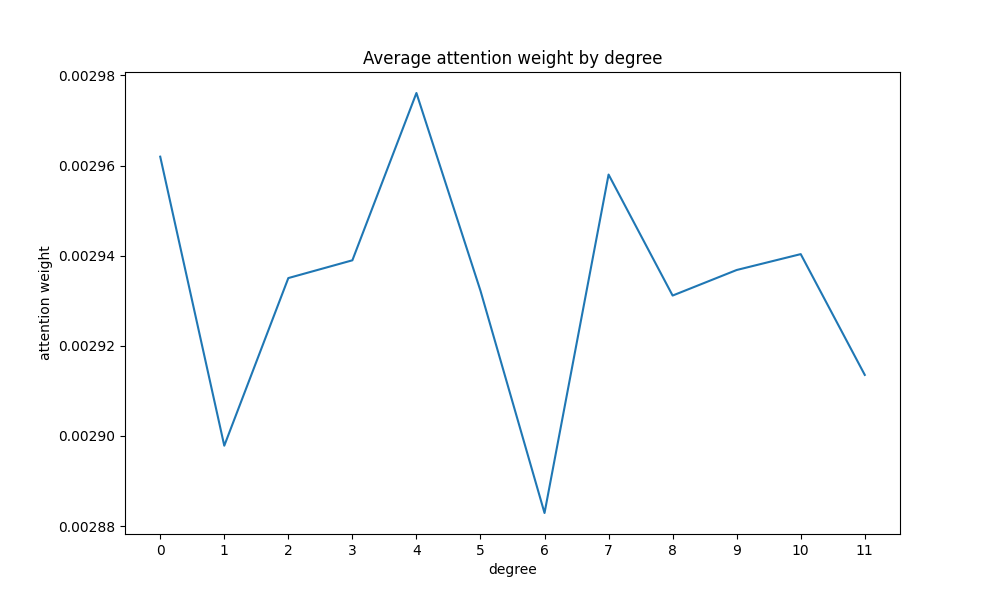 Average attention weight by degree
0.00298
0.00296
0.00294
0.00292
0.00290
0.00288
attention weight
0 1 2 3 4 5 6 7 8 9 10 11
degree